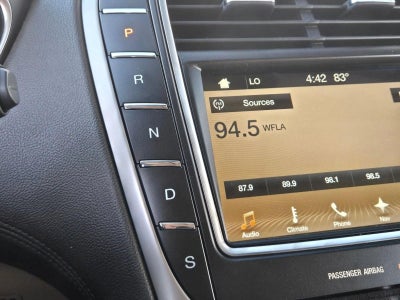 P
R
N
D
S
LO 4:42 83°
Sources
94.5 WFLA
87.9 89.9 98.1 98.5
Audio Climate Phone Nav
PASSENGER AIRBAG